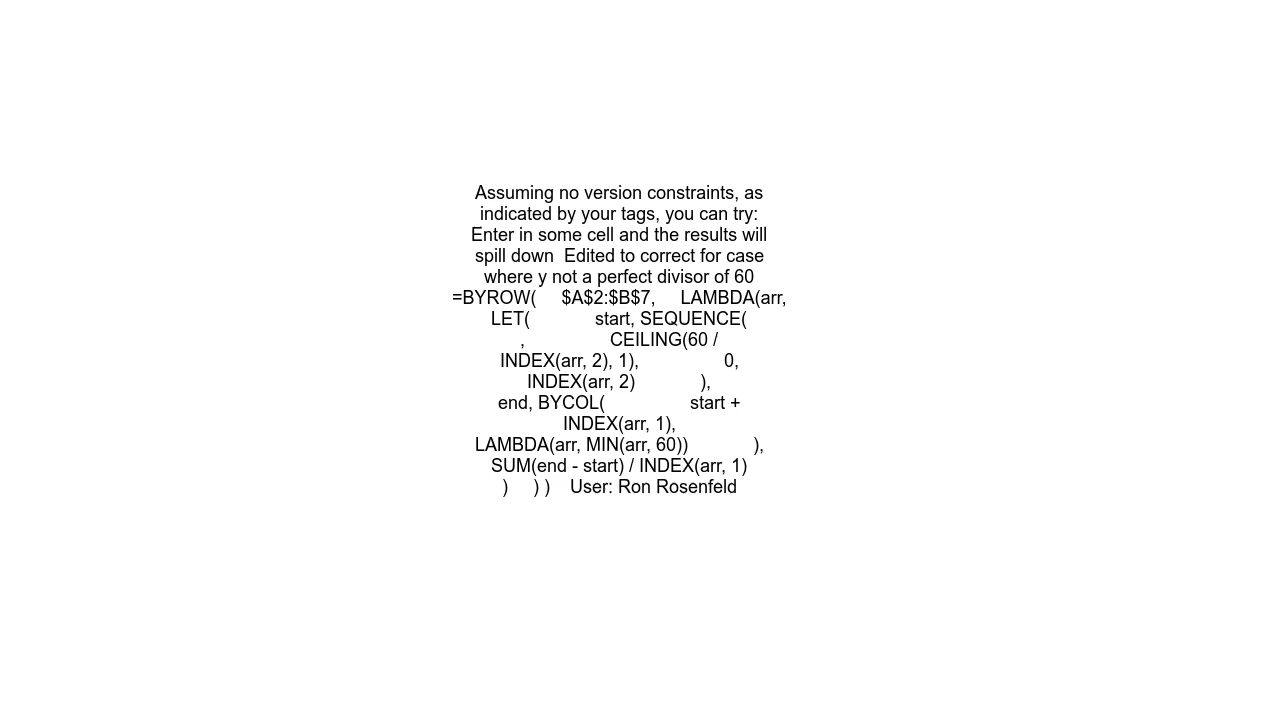 Assuming no version constraints, as
indicated by your tags, you can try:
Enter in some cell and the results will
spill down  Edited to correct for case
where y not a perfect divisor of 60
=BYROW(     $A$2:$B$7,     LAMBDA(arr,
LET(             start, SEQUENCE(
,                 CEILING(60 /
INDEX(arr, 2), 1),                 0,
INDEX(arr, 2)             ),
end, BYCOL(                 start +
INDEX(arr, 1),
LAMBDA(arr, MIN(arr, 60))             ),
SUM(end - start) / INDEX(arr, 1)
)     ) )    User: Ron Rosenfeld